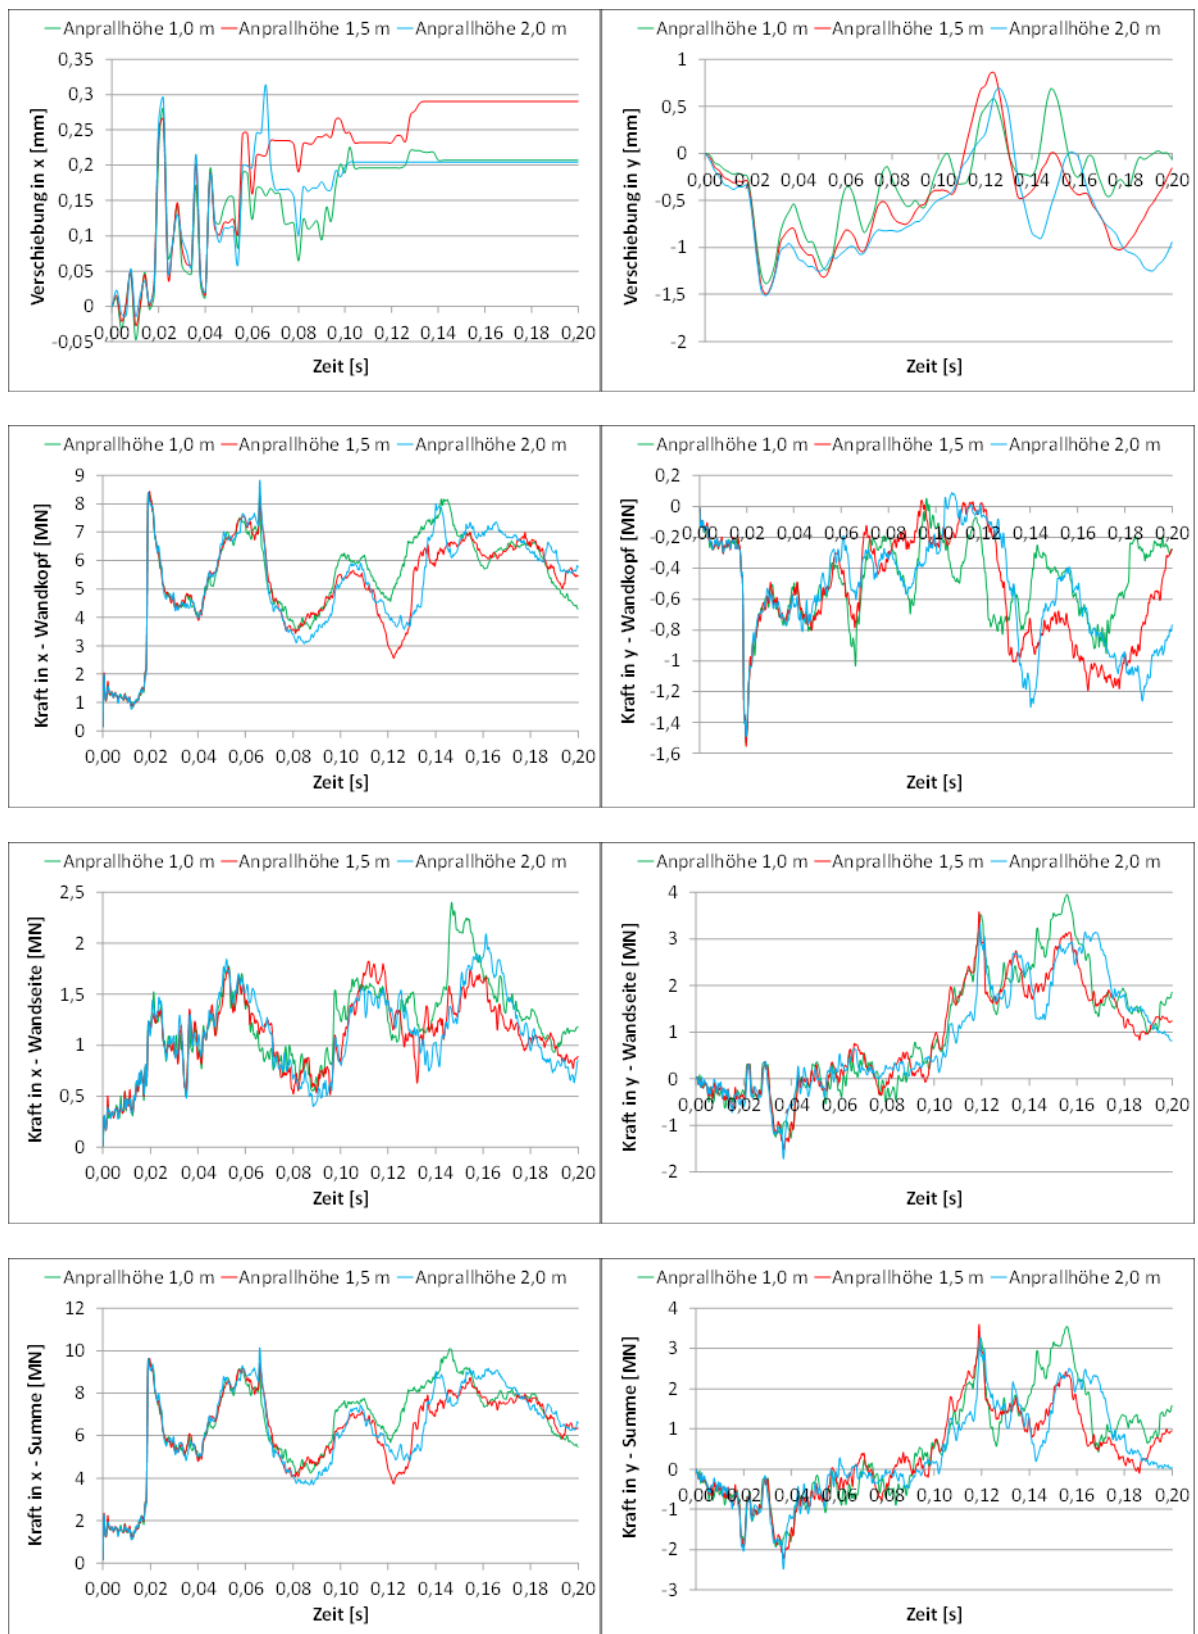 Anprallhöhe 1,0 m Anprallhöhe 1,5 m Anprallhöhe 2,0 m
Verschiebung in x [mm]
0,35
0,3
0,25
0,2
0,15
0,1
0,05
0
-0,05
0,00 0,02 0,04 0,06 0,08 0,10 0,12 0,14 0,16 0,18 0,20
Zeit [s]
Anprallhöhe 1,0 m Anprallhöhe 1,5 m Anprallhöhe 2,0 m
Verschiebung in y [mm]
1
0,5
0
-0,5
-1
-1,5
-2
0,00 0,02 0,04 0,06 0,08 0,10 0,12 0,14 0,16 0,18 0,20
Zeit [s]
Anprallhöhe 1,0 m Anprallhöhe 1,5 m Anprallhöhe 2,0 m
Kraft in x - Wandkopf [MN]
9
8
7
6
5
4
3
2
1
0
0,00 0,02 0,04 0,06 0,08 0,10 0,12 0,14 0,16 0,18 0,20
Zeit [s]
Anprallhöhe 1,0 m Anprallhöhe 1,5 m Anprallhöhe 2,0 m
Kraft in y - Wandkopf [MN]
0,2
0
-0,2
-0,4
-0,6
-0,8
-1
-1,2
-1,4
-1,6
0,00 0,02 0,04 0,06 0,08 0,10 0,12 0,14 0,16 0,18 0,20
Zeit [s]
Anprallhöhe 1,0 m Anprallhöhe 1,5 m Anprallhöhe 2,0 m
Kraft in x - Wandseite [MN]
2,5
2
1,5
1
0,5
0
0,00 0,02 0,04 0,06 0,08 0,10 0,12 0,14 0,16 0,18 0,20
Zeit [s]
Anprallhöhe 1,0 m Anprallhöhe 1,5 m Anprallhöhe 2,0 m
Kraft in y - Wandseite [MN]
4
3
2
1
0
-1
-2
0,00 0,02 0,04 0,06 0,08 0,10 0,12 0,14 0,16 0,18 0,20
Zeit [s]
Anprallhöhe 1,0 m Anprallhöhe 1,5 m Anprallhöhe 2,0 m
Kraft in x - Summe [MN]
12
10
8
6
4
2
0
0,00 0,02 0,04 0,06 0,08 0,10 0,12 0,14 0,16 0,18 0,20
Zeit [s]
Anprallhöhe 1,0 m Anprallhöhe 1,5 m Anprallhöhe 2,0 m
Kraft in y - Summe [MN]
4
3
2
1
0
-1
-2
-3
0,00 0,02 0,04 0,06 0,08 0,10 0,12 0,14 0,16 0,18 0,20
Zeit [s]